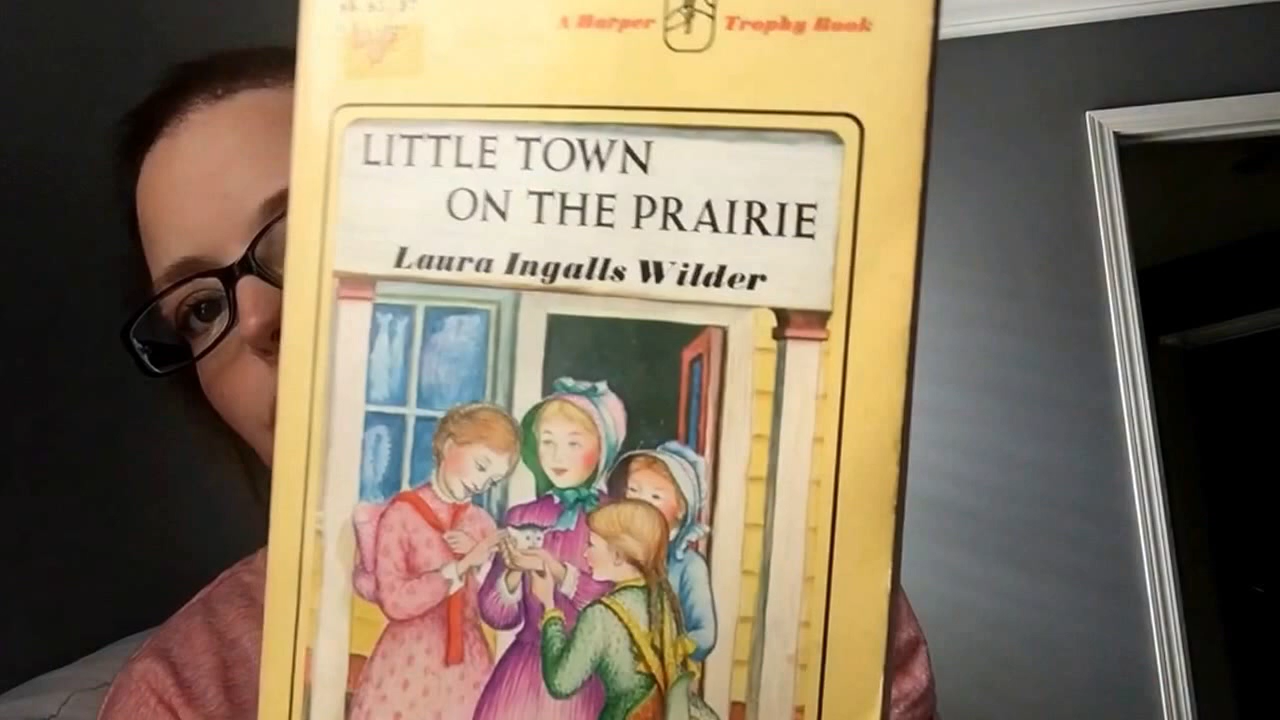 A Harper Trophy Book
LITTLE TOWN
ON THE PRAIRIE
Laura Ingalls Wilder